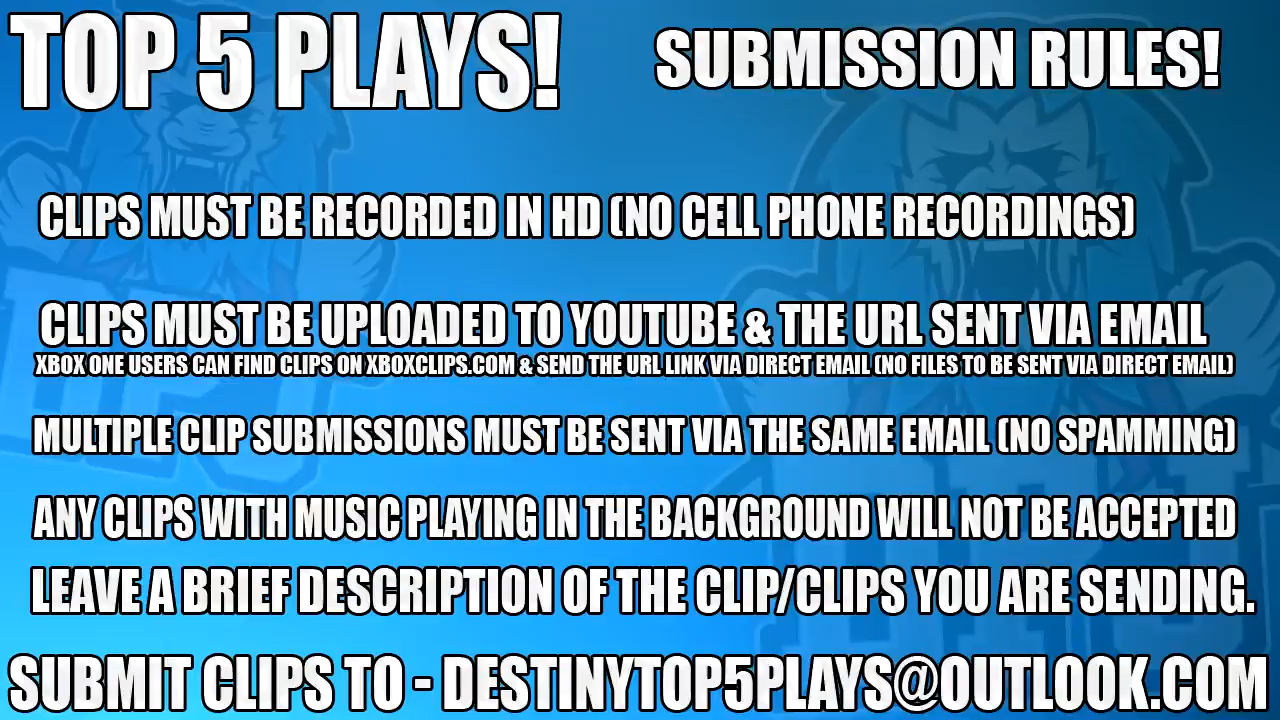 TOP 5 PLAYS!
SUBMISSION RULES!
CLIPS MUST BE RECORDED IN HD (NO CELL PHONE RECORDINGS)
CLIPS MUST BE UPLOADED TO YOUTUBE & THE URL SENT VIA EMAIL
XBOX ONE USERS CAN FIND CLIPS ON XBOXCLIPS.COM & SEND THE URL LINK VIA DIRECT EMAIL (NO FILES TO BE SENT VIA DIRECT EMAIL)
MULTIPLE CLIP SUBMISSIONS MUST BE SENT VIA THE SAME EMAIL (NO SPAMMING)
ANY CLIPS WITH MUSIC PLAYING IN THE BACKGROUND WILL NOT BE ACCEPTED
LEAVE A BRIEF DESCRIPTION OF THE CLIP/CLIPS YOU ARE SENDING.
SUBMIT CLIPS TO - DESTINYTOP5PLAYS@OUTLOOK.COM